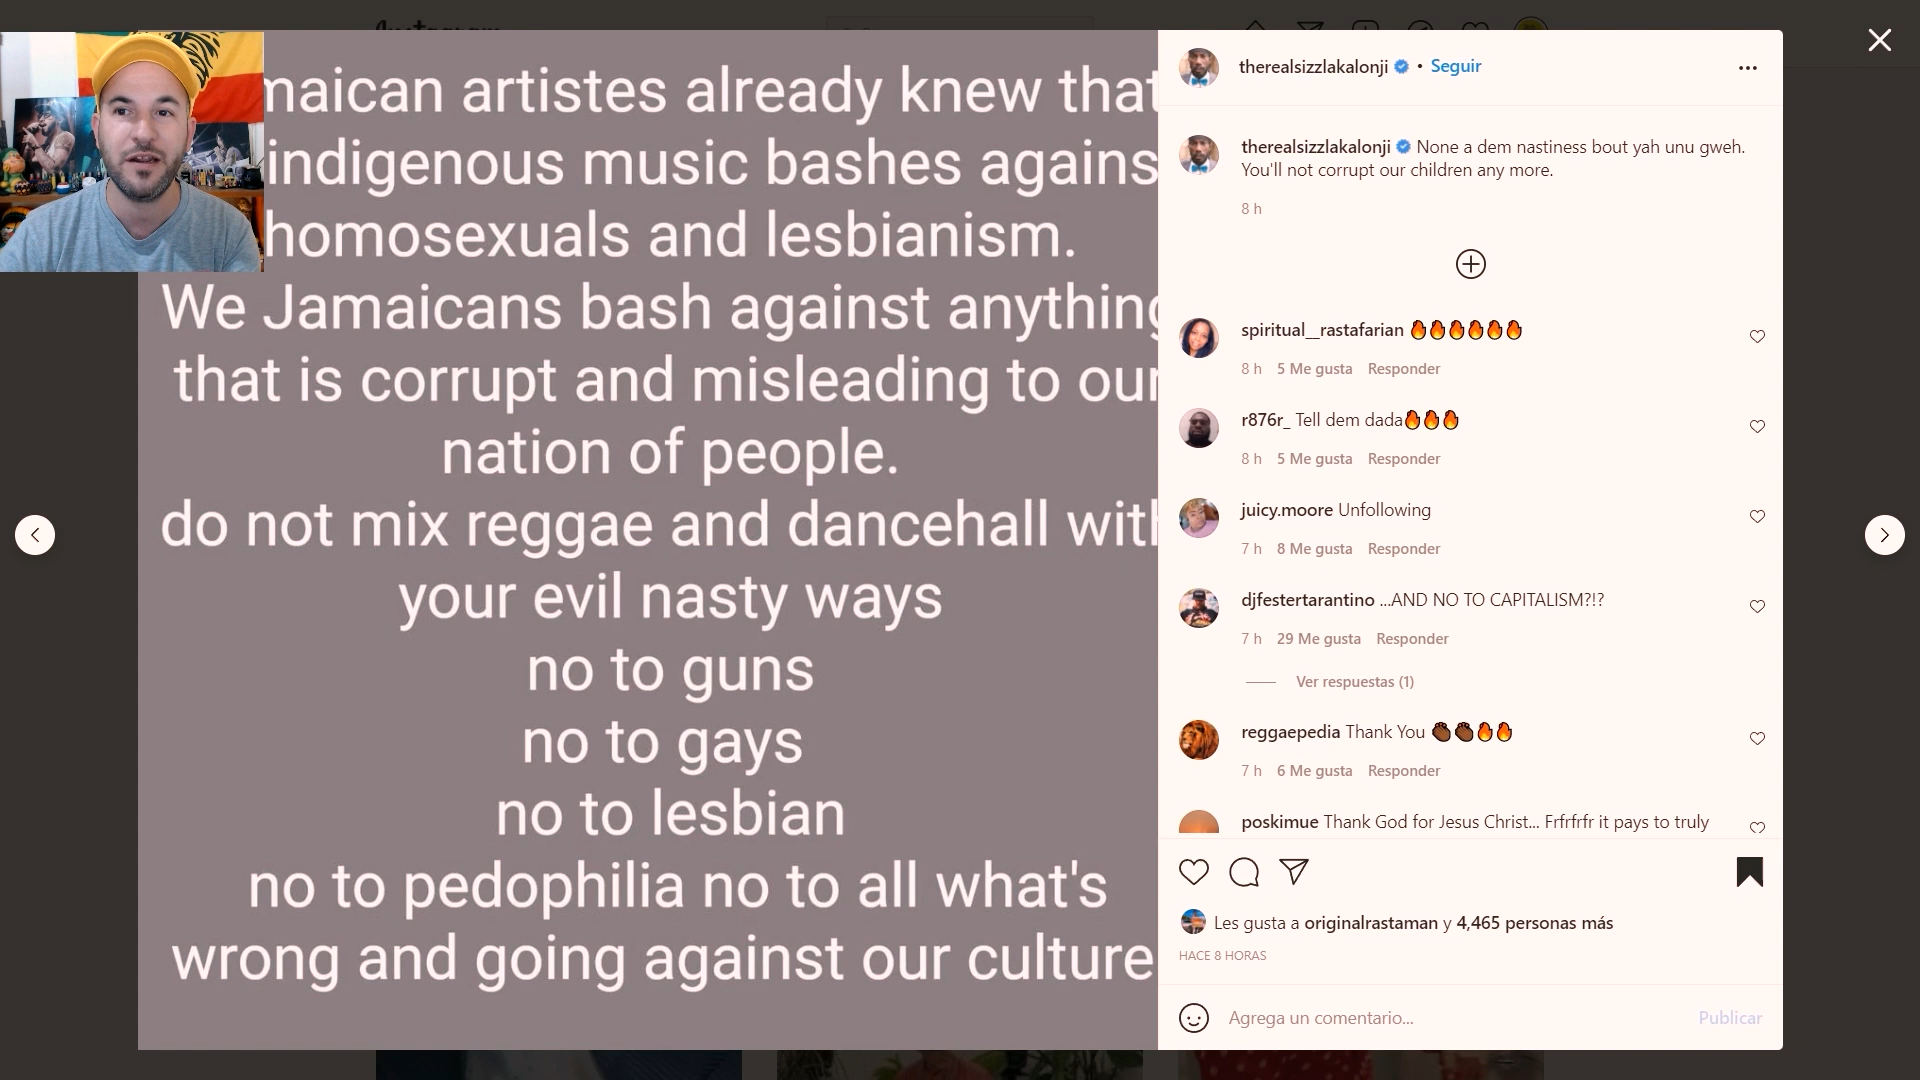 maican artistes already knew that
indigenous music bashes agains
homosexuals and lesbianism.
We Jamaicans bash against anything
that is corrupt and misleading to our
nation of people.
do not mix reggae and dancehall with
your evil nasty ways
no to guns
no to gays
no to lesbian
no to pedophilia no to all what's
wrong and going against our culture
therealsizzlakalonji • Seguir
therealsizzlakalonji None a dem nastiness bout yah unu gweh.
You'll not corrupt our children any more.
8 h
spiritual__rastafarian 🔥🔥🔥🔥🔥🔥
8 h 5 Me gusta Responder
r876r_ Tell dem dada🔥🔥🔥
8 h 5 Me gusta Responder
juicy.moore Unfollowing
7 h 8 Me gusta Responder
djfestertarantino ...AND NO TO CAPITALISM?!?
7 h 29 Me gusta Responder
Ver respuestas (1)
reggaepedia Thank You 👏🏿👏🏿🔥🔥
7 h 6 Me gusta Responder
poskimue Thank God for Jesus Christ... Frfrfrfr it pays to truly
Les gusta a originalrastaman y 4,465 personas más
HACE 8 HORAS
Agrega un comentario...
Publicar